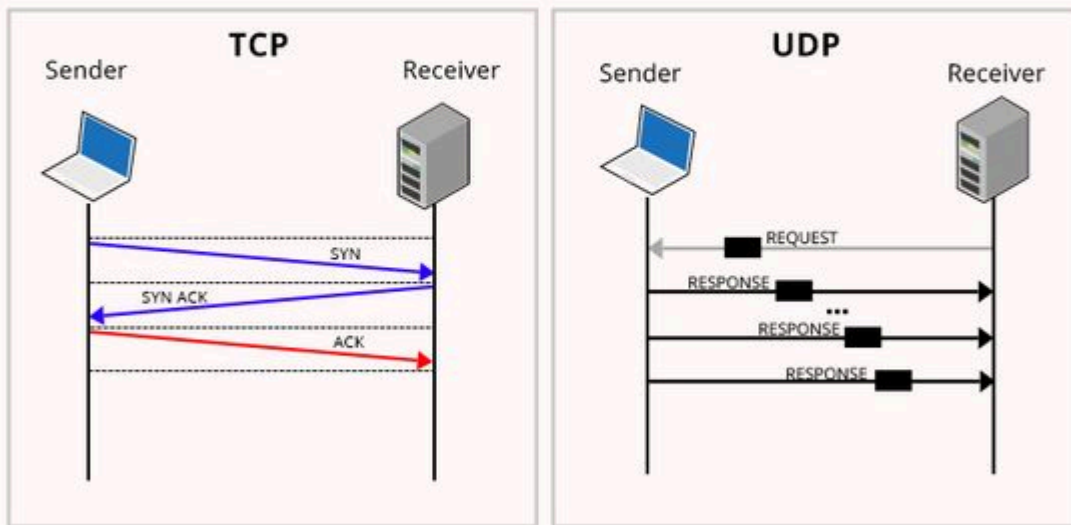 TCP
Sender
Receiver
SYN
SYN ACK
ACK
UDP
Sender
Receiver
REQUEST
RESPONSE
...
RESPONSE
RESPONSE